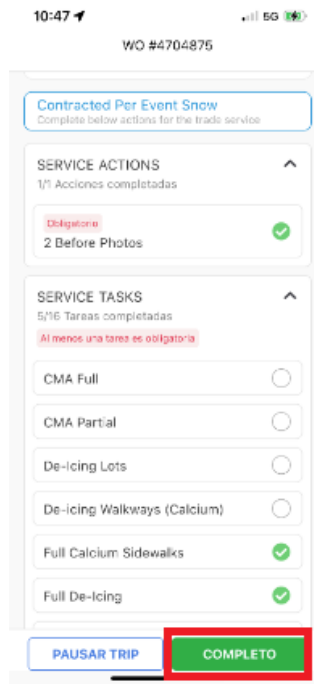 10:47
5G
WO #4704875
Contracted Per Event Snow
Complete below actions for the trade service
SERVICE ACTIONS
1/1 Acciones completadas
Obligatorio
2 Before Photos
SERVICE TASKS
5/16 Tareas completadas
Al menos una tarea es obligatoria
CMA Full
CMA Partial
De-Icing Lots
De-icing Walkways (Calcium)
Full Calcium Sidewalks
Full De-Icing
PAUSAR TRIP
COMPLETO